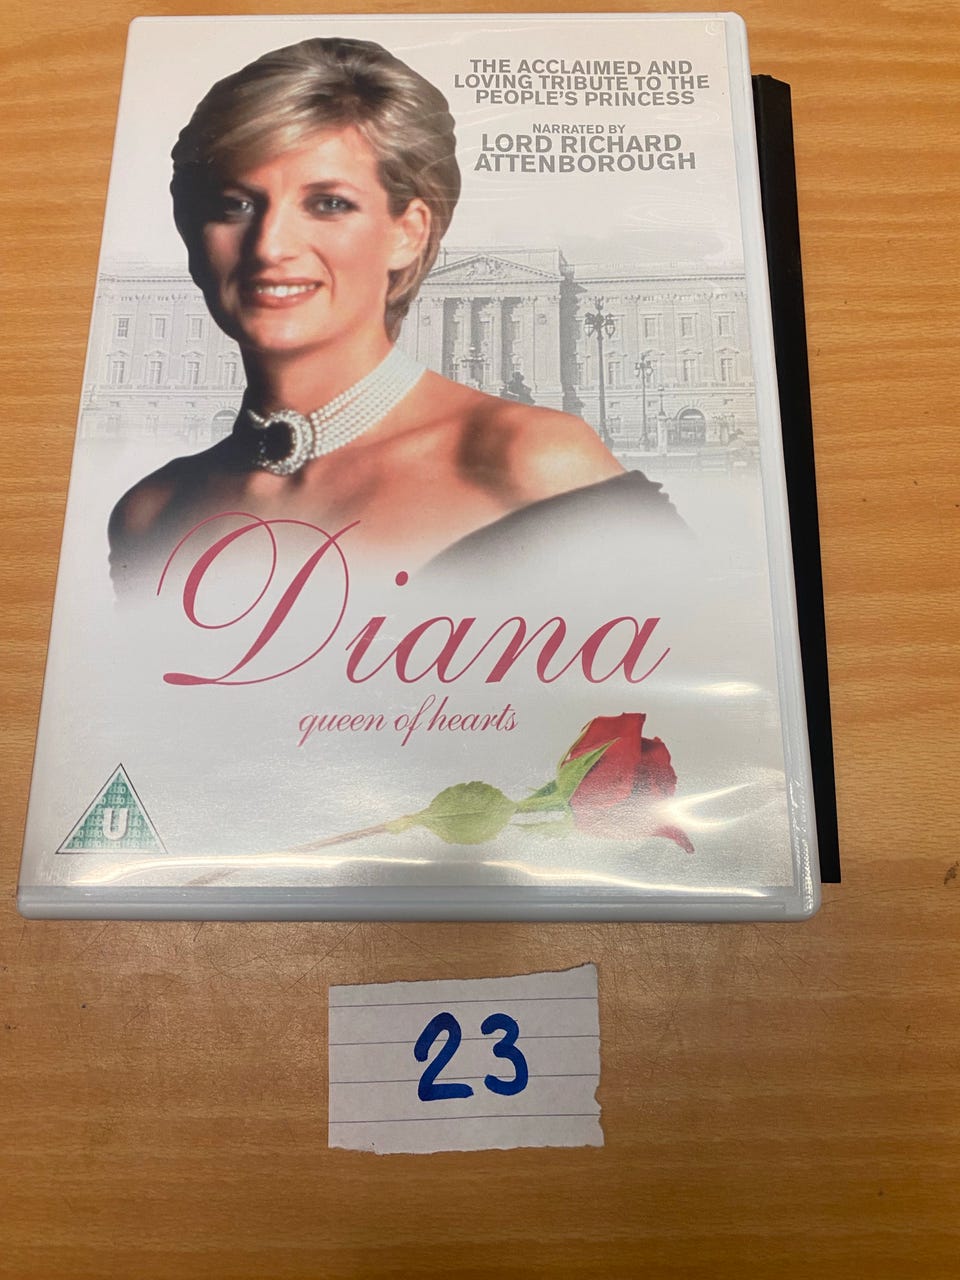 THE ACCLAIMED AND
LOVING TRIBUTE TO THE
PEOPLE'S PRINCESS
NARRATED BY
LORD RICHARD
ATTENBOROUGH
Diana
queen of hearts
U
23